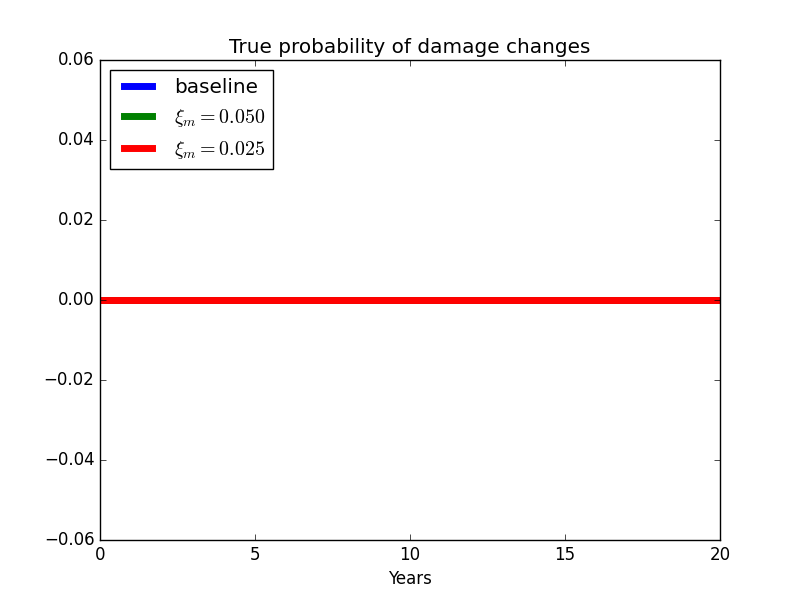 True probability of damage changes
0.06
baseline
ξₘ = 0.050
ξₘ = 0.025
0.04
0.02
0.00
−0.02
−0.04
−0.06
0 5 10 15 20
Years